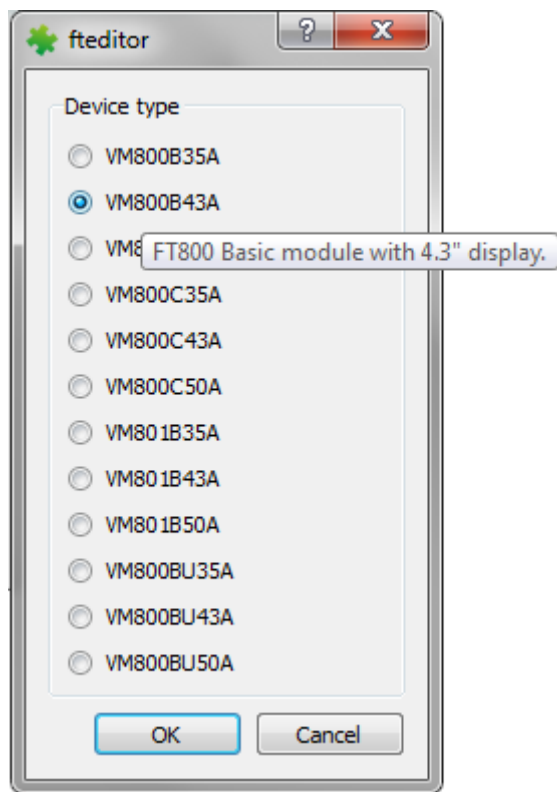 fteditor
Device type
VM800B35A
VM800B43A
VM8
FT800 Basic module with 4.3" display.
VM800C35A
VM800C43A
VM800C50A
VM801B35A
VM801B43A
VM801B50A
VM800BU35A
VM800BU43A
VM800BU50A
OK Cancel